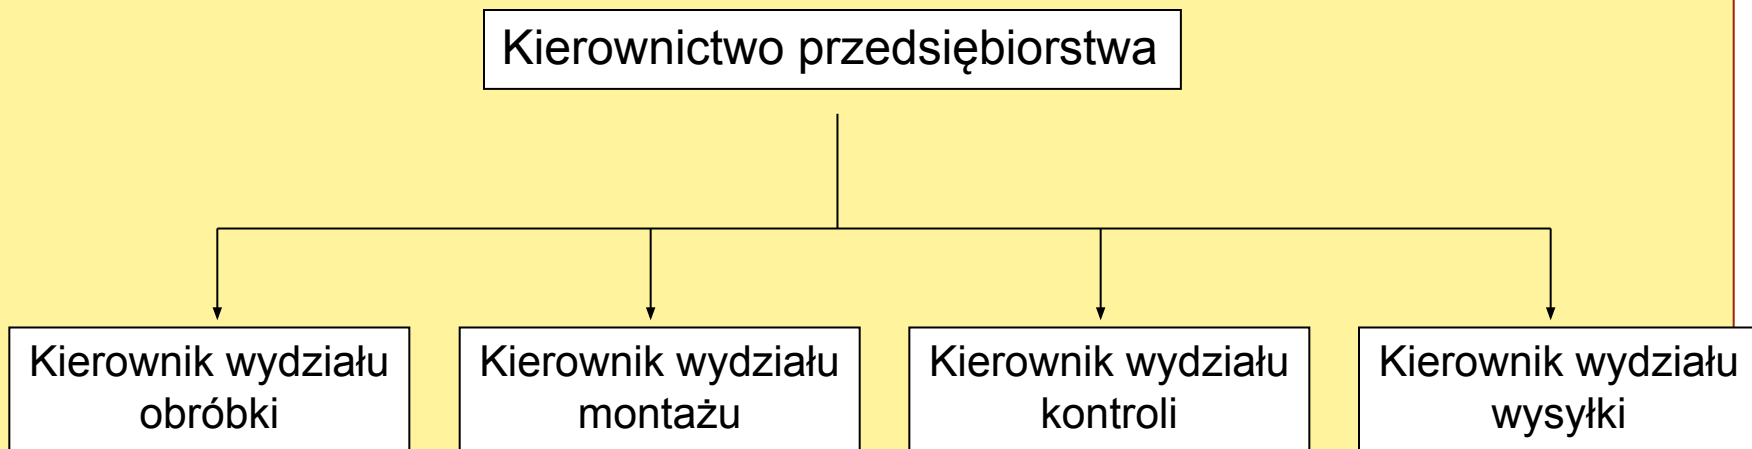 Kierownictwo przedsiębiorstwa
Kierownik wydziału
obróbki
Kierownik wydziału
montażu
Kierownik wydziału
kontroli
Kierownik wydziału
wysyłki